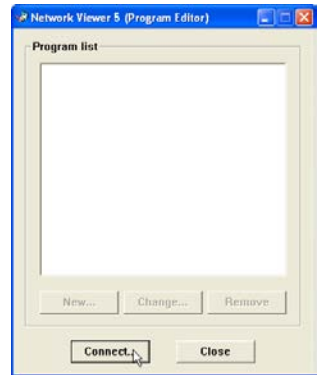 Network Viewer 5 (Program Editor)
Program list
New... Change... Remove
Connect... Close